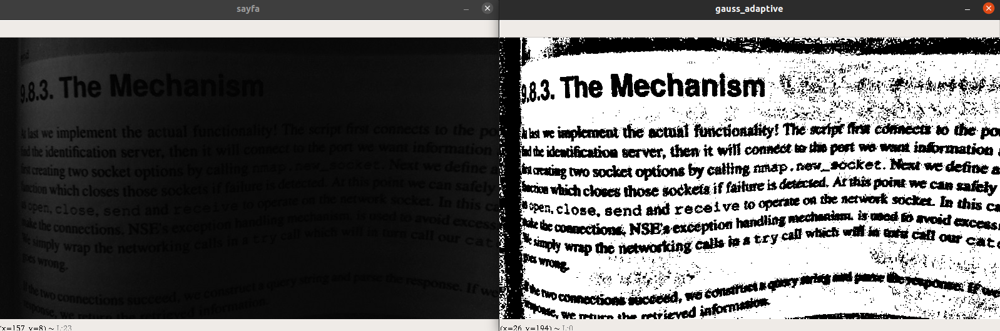 sayfa
gauss_adaptive
9.8.3. The Mechanism
At last we implement the actual functionality! The script first connects to the po
find the identification server, then it will connect to the port we want information
first creating two socket options by calling nmap.new_socket. Next we define a
function which closes those sockets if failure is detected. At this point we can safely
as open, close, send and receive to operate on the network socket. In this ca
make the connections. NSE's exception handling mechanism. is used to avoid excess
We simply wrap the networking calls in a try call which will in turn call our cat
goes wrong.
If the two connections succeed, we construct a query string and parse the response. If we
response, we return the retrieved information.
(x=157, y=8) ~ L:23
9.8.3. The Mechanism
At last we implement the actual functionality! The script first connects to the po
find the identification server, then it will connect to the port we want information
first creating two socket options by calling nmap.new_socket. Next we define a
function which closes those sockets if failure is detected. At this point we can safely
as open, close, send and receive to operate on the network socket. In this ca
make the connections. NSE's exception handling mechanism. is used to avoid excess
We simply wrap the networking calls in a try call which will in turn call our cat
goes wrong.
If the two connections succeed, we construct a query string and parse the response. If we
response, we return the retrieved information.
(x=26, y=194) ~ L:0